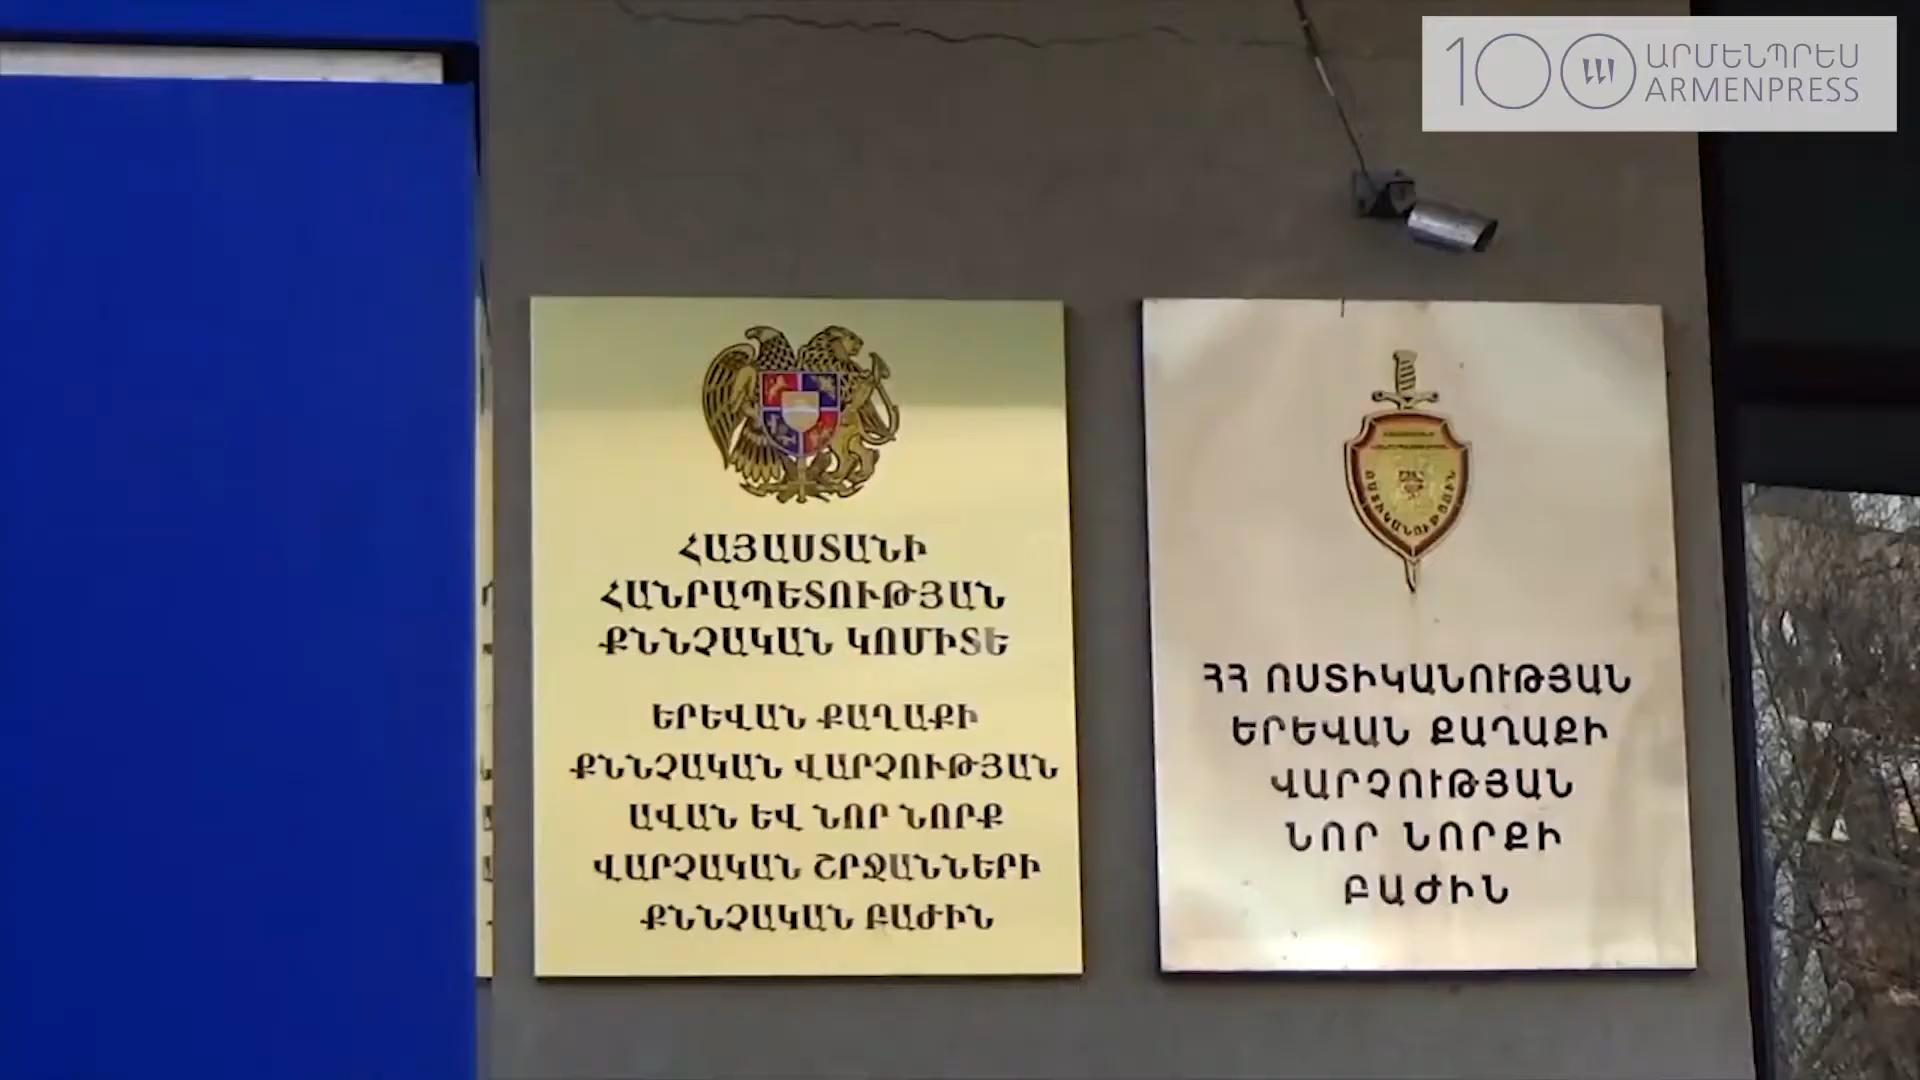 100 ԱՐՄԵՆՊՐԵՍ
ARMENPRESS
ՀԱՅԱՍՏԱՆԻ
ՀԱՆՐԱՊԵՏՈՒԹՅԱՆ
ՔՆՆՉԱԿԱՆ ԿՈՄԻՏԵ
ԵՐԵՎԱՆ ՔԱՂԱՔԻ
ՔՆՆՉԱԿԱՆ ՎԱՐՉՈՒԹՅԱՆ
ԱՎԱՆ ԵՎ ՆՈՐ ՆՈՐՔ
ՎԱՐՉԱԿԱՆ ՇՐՋԱՆՆԵՐԻ
ՔՆՆՉԱԿԱՆ ԲԱԺԻՆ
ՈՍՏԻԿԱՆՈՒԹՅՈՒՆ
ՀՀ ՈՍՏԻԿԱՆՈՒԹՅԱՆ
ԵՐԵՎԱՆ ՔԱՂԱՔԻ
ՎԱՐՉՈՒԹՅԱՆ
ՆՈՐ ՆՈՐՔԻ
ԲԱԺԻՆ